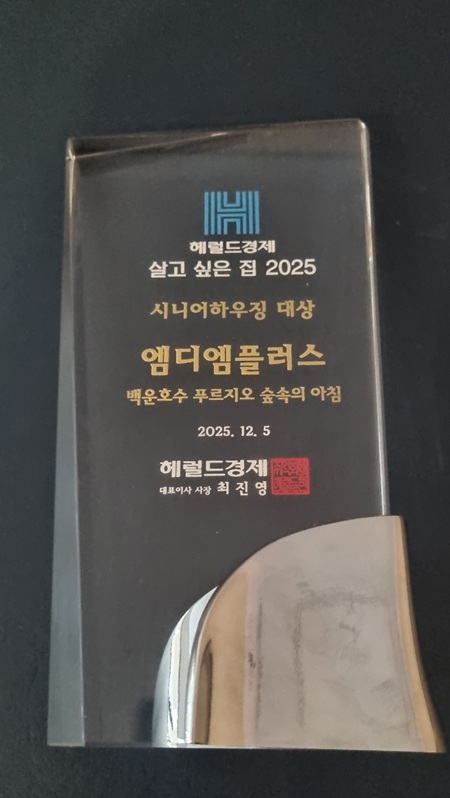 헤럴드경제
살고 싶은 집 2025
시니어하우징 대상
엠디엠플러스
백운호수 푸르지오 숲속의 아침
2025. 12. 5
헤럴드경제
대표이사 사장 최진영